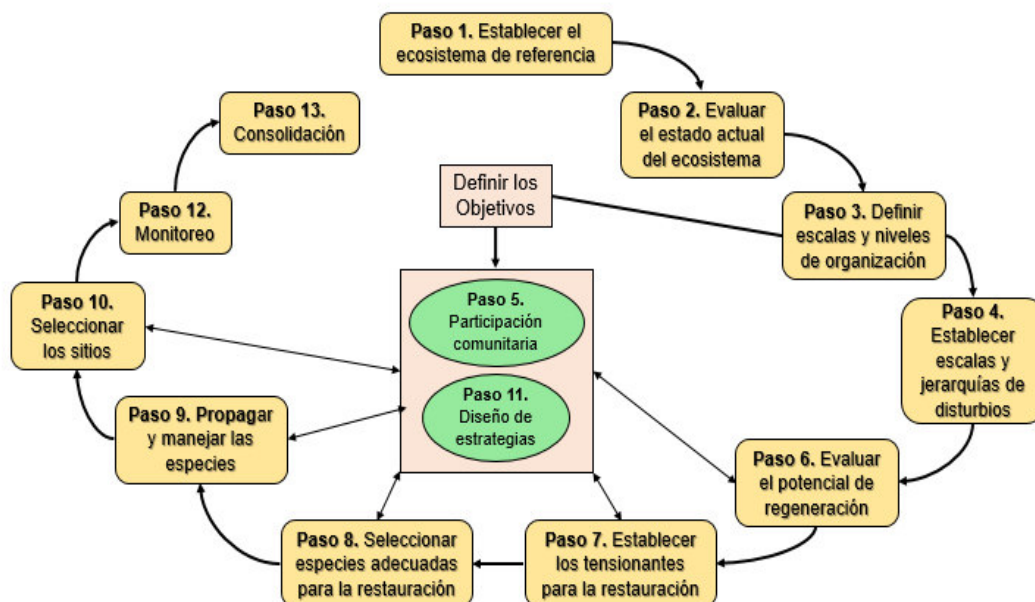 Paso 1. Establecer el
ecosistema de referencia
Paso 2. Evaluar
el estado actual
del ecosistema
Paso 3. Definir
escalas y niveles
de organización
Paso 4.
Establecer
escalas y
jerarquías de
disturbios
Definir los
Objetivos
Paso 5.
Participación
comunitaria
Paso 11.
Diseño de
estrategias
Paso 6. Evaluar
el potencial de
regeneración
Paso 7. Establecer
los tensionantes
para la restauración
Paso 8. Seleccionar
especies adecuadas
para la restauración
Paso 9. Propagar
y manejar las
especies
Paso 10.
Seleccionar
los sitios
Paso 12.
Monitoreo
Paso 13.
Consolidación